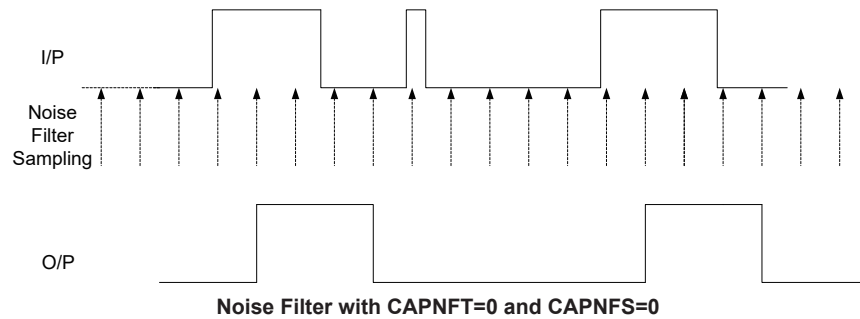 I/P
Noise
Filter
Sampling
O/P
Noise Filter with CAPNFT=0 and CAPNFS=0